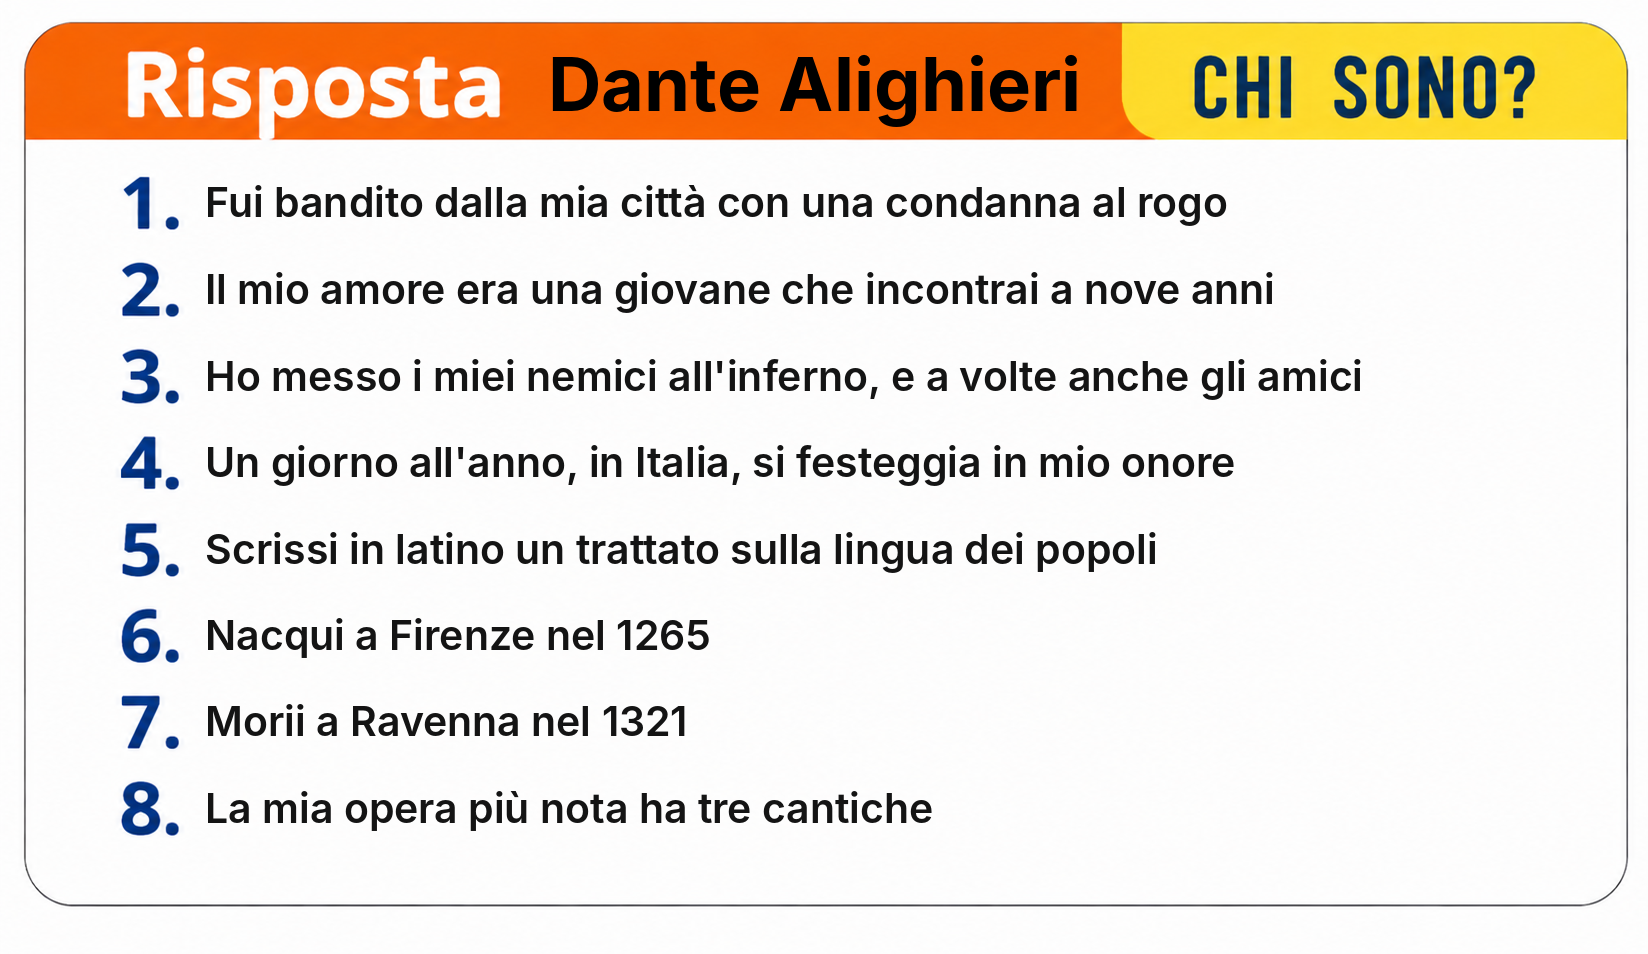 Risposta Dante Alighieri CHI SONO?
1. Fui bandito dalla mia città con una condanna al rogo
2. Il mio amore era una giovane che incontrai a nove anni
3. Ho messo i miei nemici all'inferno, e a volte anche gli amici
4. Un giorno all'anno, in Italia, si festeggia in mio onore
5. Scrissi in latino un trattato sulla lingua dei popoli
6. Nacqui a Firenze nel 1265
7. Morii a Ravenna nel 1321
8. La mia opera più nota ha tre cantiche